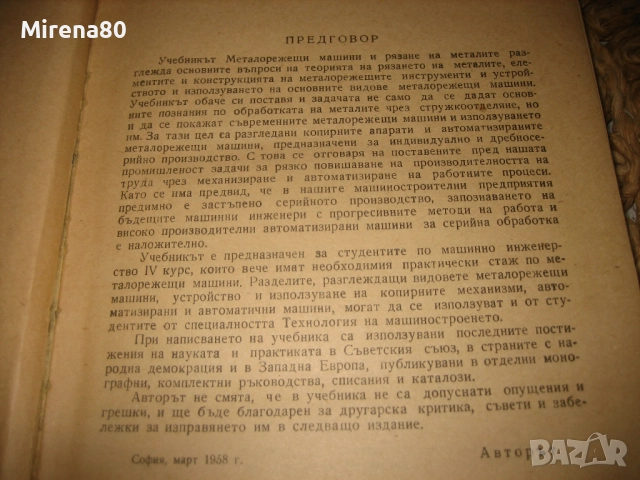 Mirena80
ПРЕДГОВОР
Учебникът Металорежещи машини и рязане на металите раз-
глежда основните въпроси на теорията на рязането на металите, еле-
ментите и конструкцията на металорежещите инструменти и устрой-
ството и използуването на основните видове металорежещи машини.
Учебникът обаче си поставя и задачата не само да се дадат основ-
ните познания по обработката на металите чрез стружкоотделяне, но
и да се покажат съвременните металорежещи машини и използуването
им. За тази цел са разгледани копирните апарати и автоматизираните
металорежещи машини, предназначени за индивидуално и дребносе-
рийно производство. С това се отговаря на поставените пред нашата
промишленост задачи за рязко повишаване на производителността на
труда чрез механизиране и автоматизиране на работните процеси.
Като се има предвид, че в нашите машиностроителни предприятия
предимно е застъпено серийното производство, запознаването на
бъдещите машинни инженери с прогресивните методи на работа и
високо производителни автоматизирани машини за серийна обработка
е наложително.
Учебникът е предназначен за студентите по машинно инженер-
ство IV курс, които вече имат необходимия практически стаж по ме-
талорежещи машини. Разделите, разглеждащи видовете металорежещи
машини, устройство и използуване на копирните механизми, авто-
матизирани и автоматични машини, могат да се използуват и от сту-
дентите от специалността Технология на машиностроенето.
При написването на учебника са използувани последните пости-
жения на науката и практиката в Съветския съюз, в страните с на-
родна демокрация и в Западна Европа, публикувани в отделни моно-
графии, комплектни ръководства, списания и каталози.
Авторът не смята, че в учебника не са допуснати опущения и
грешки, и ще бъде благодарен за другарска критика, съвети и забе-
лежки за изправянето им в следващо издание.
София, март 1958 г.
Автор
BAZAR